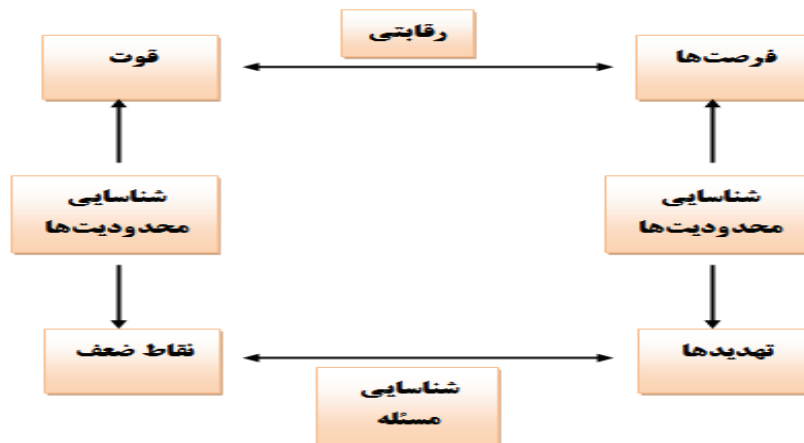 رقابتی
فرصت‌ها
قوت
شناسایی
محدودیت‌ها
شناسایی
محدودیت‌ها
تهدیدها
نقاط ضعف
شناسایی
مسئله